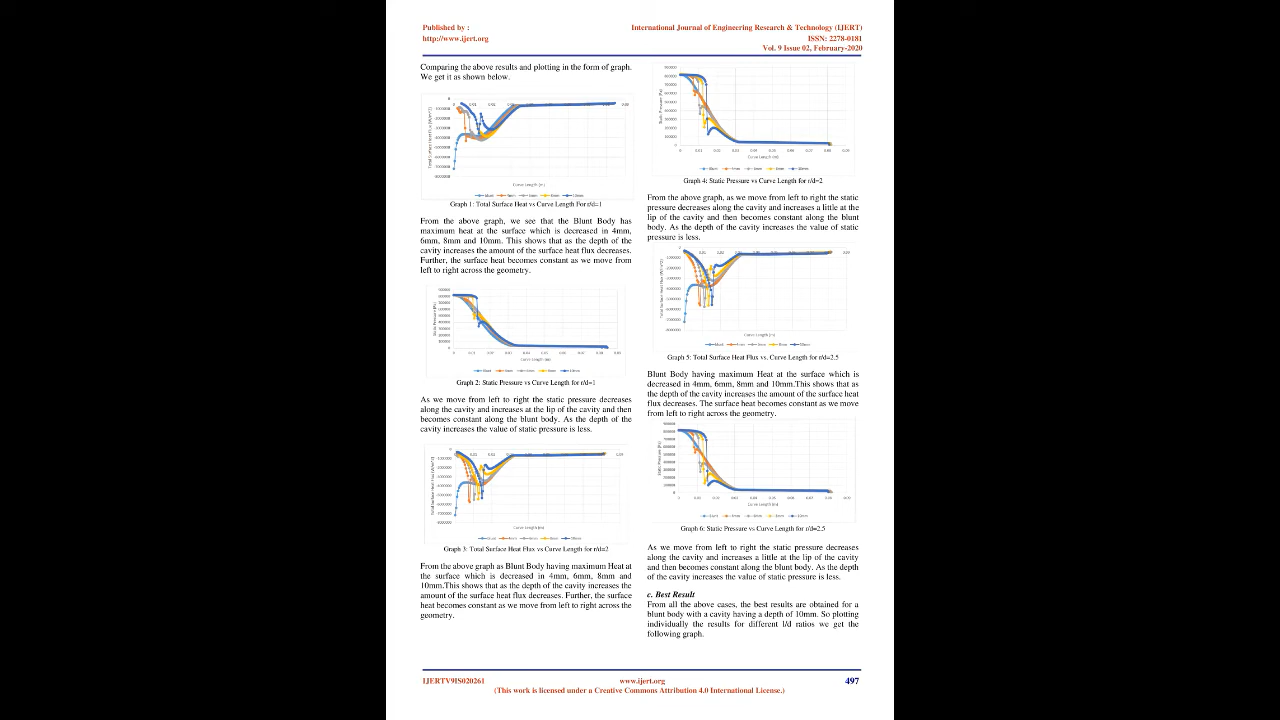 Published by :
http://www.ijert.org
International Journal of Engineering Research & Technology (IJERT)
ISSN: 2278-0181
Vol. 9 Issue 02, February-2020
Comparing the above results and plotting in the form of graph.
We get it as shown below.
Curve Length (m)
Graph 1: Total Surface Heat vs Curve Length For r/d=1
From the above graph, we see that the Blunt Body has
maximum heat at the surface which is decreased in 4mm,
6mm, 8mm and 10mm. This shows that as the depth of the
cavity increases the amount of the surface heat flux decreases.
Further, the surface heat becomes constant as we move from
left to right across the geometry.
Curve Length (m)
Graph 2: Static Pressure vs Curve Length for r/d=1
As we move from left to right the static pressure decreases
along the cavity and increases at the lip of the cavity and then
becomes constant along the blunt body. As the depth of the
cavity increases the value of static pressure is less.
Curve Length (m)
Graph 3: Total Surface Heat Flux vs Curve Length for r/d=2
From the above graph as Blunt Body having maximum Heat at
the surface which is decreased in 4mm, 6mm, 8mm and
10mm.This shows that as the depth of the cavity increases the
amount of the surface heat flux decreases. Further, the surface
heat becomes constant as we move from left to right across the
geometry.
Curve Length (m)
Graph 4: Static Pressure vs Curve Length for r/d=2
From the above graph, as we move from left to right the static
pressure decreases along the cavity and increases a little at the
lip of the cavity and then becomes constant along the blunt
body. As the depth of the cavity increases the value of static
pressure is less.
Curve Length (m)
Graph 5: Total Surface Heat Flux vs. Curve Length for r/d=2.5
Blunt Body having maximum Heat at the surface which is
decreased in 4mm, 6mm, 8mm and 10mm.This shows that as
the depth of the cavity increases the amount of the surface heat
flux decreases. The surface heat becomes constant as we move
from left to right across the geometry.
Curve Length (m)
Graph 6: Static Pressure vs Curve Length for r/d=2.5
As we move from left to right the static pressure decreases
along the cavity and increases a little at the lip of the cavity
and then becomes constant along the blunt body. As the depth
of the cavity increases the value of static pressure is less.
c. Best Result
From all the above cases, the best results are obtained for a
blunt body with a cavity having a depth of 10mm. So plotting
individually the results for different l/d ratios we get the
following graph.
IJERTV9IS020261
www.ijert.org
497
(This work is licensed under a Creative Commons Attribution 4.0 International License.)